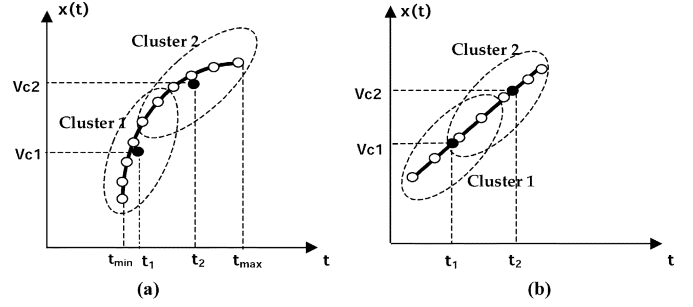 x(t)
Cluster 2
Vc2
Cluster 1
Vc1
tmin t1 t2 tmax t
(a)
x(t)
Cluster 2
Vc2
Vc1
Cluster 1
t1 t2 t
(b)